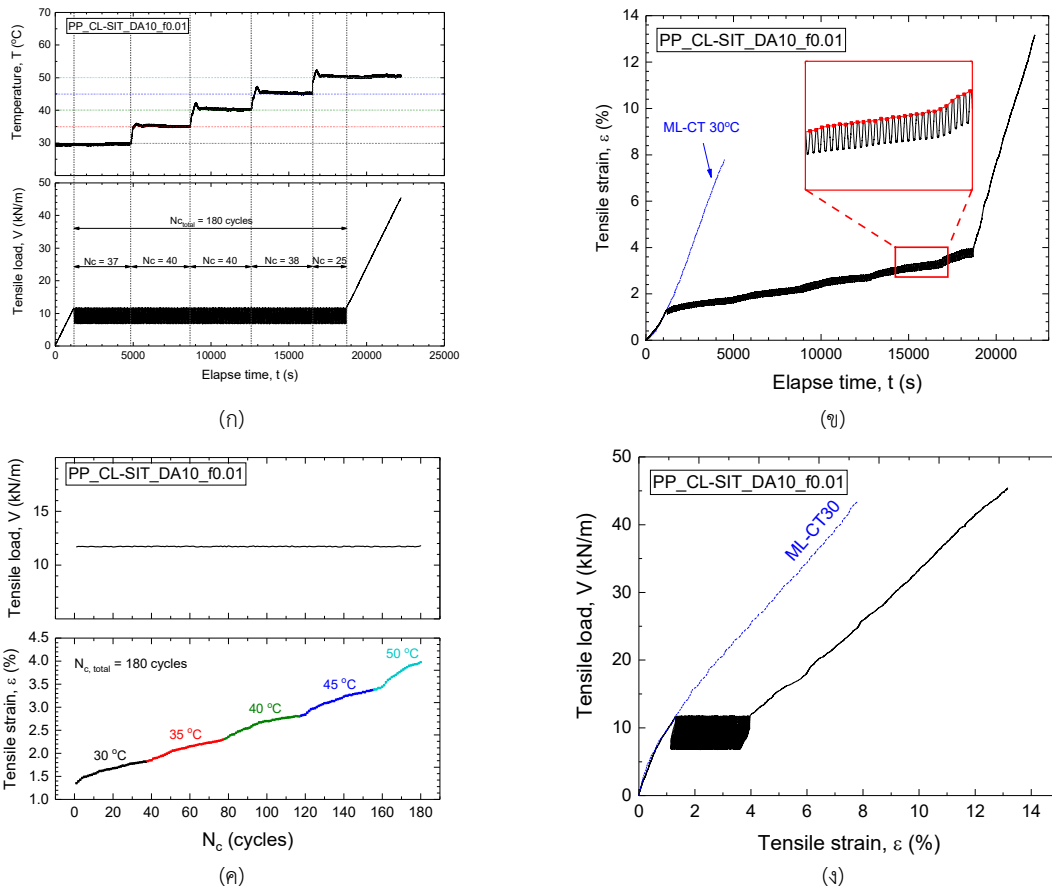 PP_CL-SIT_DA10_f0.01
Temperature, T (°C)
70
60
50
40
30
Tensile load, V (kN/m)
50
40
30
20
10
0
Nc_total = 180 cycles
Nc = 37
Nc = 40
Nc = 40
Nc = 38
Nc = 25
0
5000
10000
15000
20000
25000
Elapse time, t (s)
(ก)
PP_CL-SIT_DA10_f0.01
Tensile strain, ε (%)
14
12
10
8
6
4
2
0
ML-CT 30°C
0
5000
10000
15000
20000
Elapse time, t (s)
(ข)
PP_CL-SIT_DA10_f0.01
Tensile load, V (kN/m)
15
12
Tensile strain, ε (%)
4.5
4.0
3.5
3.0
2.5
2.0
1.5
1.0
N_c, total = 180 cycles
30 °C
35 °C
40 °C
45 °C
50 °C
0
20
40
60
80
100
120
140
160
180
N_c (cycles)
(ค)
PP_CL-SIT_DA10_f0.01
Tensile load, V (kN/m)
50
40
30
20
10
0
ML-CT30
0
2
4
6
8
10
12
14
Tensile strain, ε (%)
(ง)